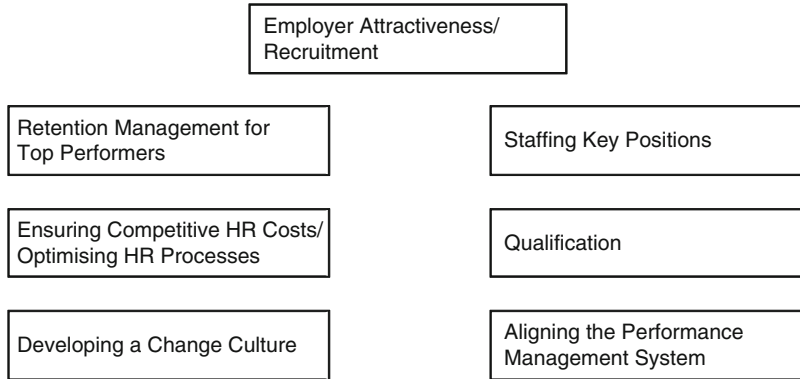 Employer Attractiveness/
Recruitment
Retention Management for
Top Performers
Staffing Key Positions
Ensuring Competitive HR Costs/
Optimising HR Processes
Qualification
Developing a Change Culture
Aligning the Performance
Management System